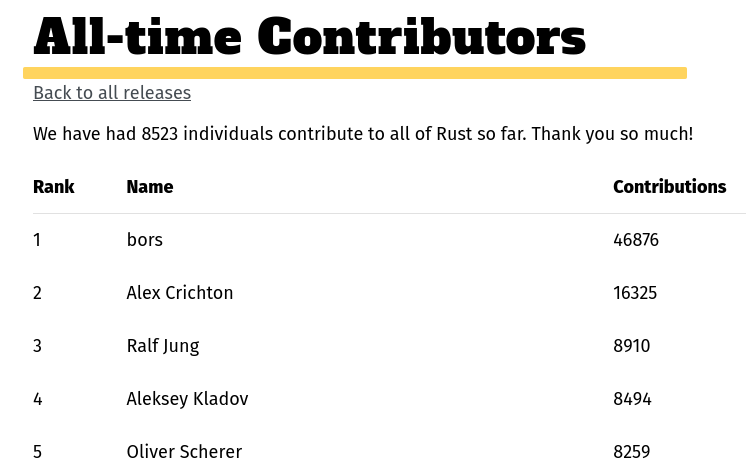 All-time Contributors
Back to all releases
We have had 8523 individuals contribute to all of Rust so far. Thank you so much!
Rank Name Contributions
1 bors 46876
2 Alex Crichton 16325
3 Ralf Jung 8910
4 Aleksey Kladov 8494
5 Oliver Scherer 8259